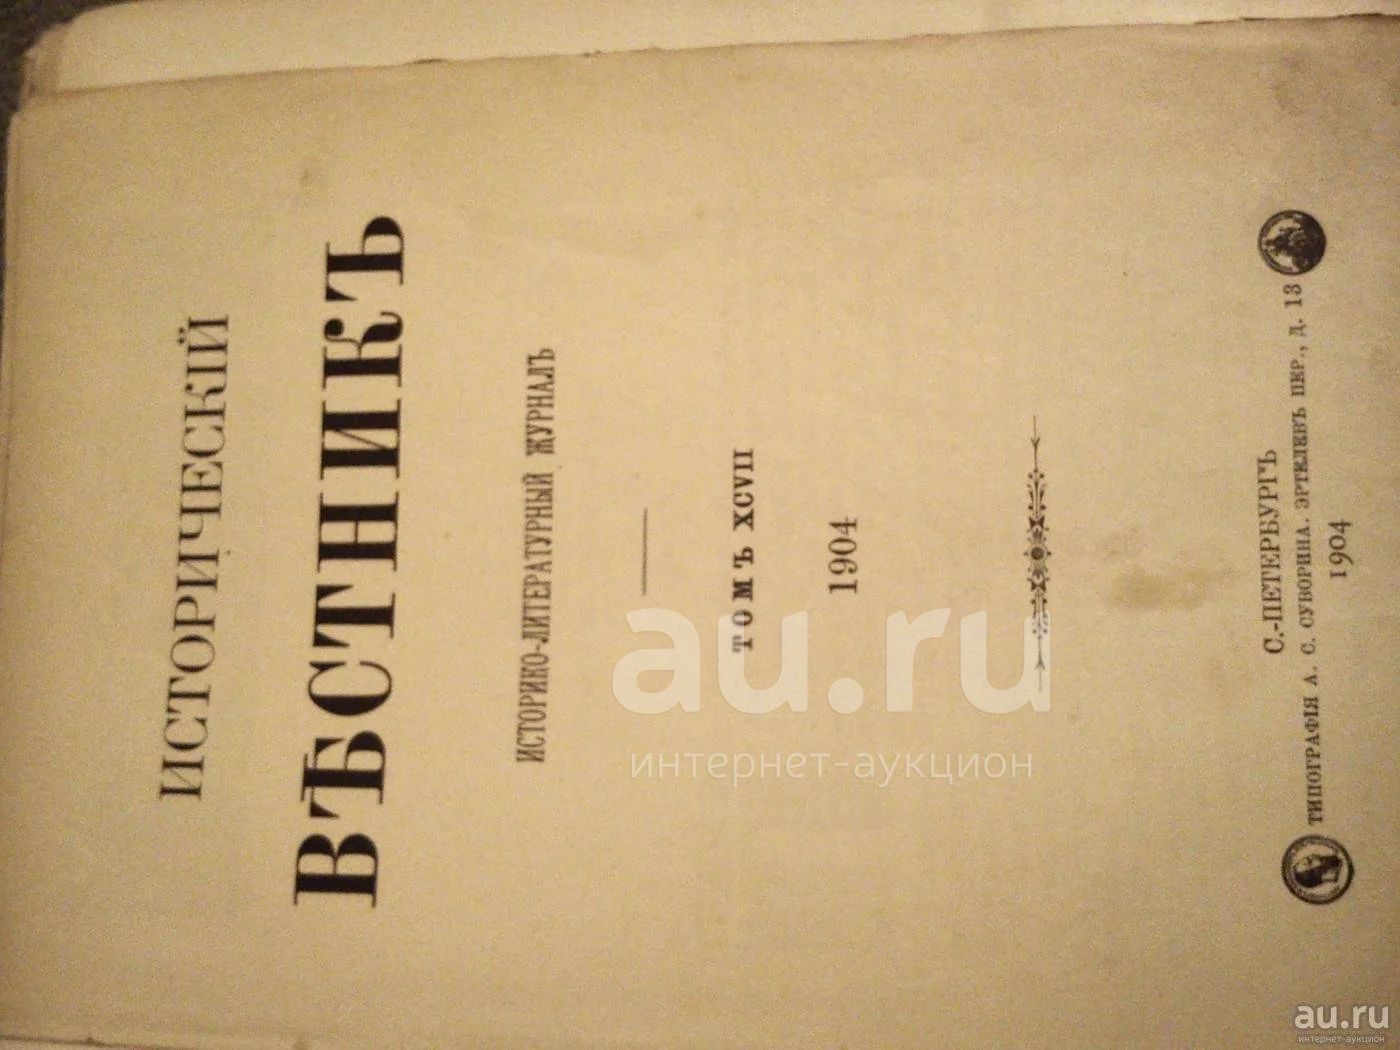 ИСТОРИЧЕСКІЙ
ВѢСТНИКЪ
ИСТОРИКО-ЛИТЕРАТУРНЫЙ ЖУРНАЛЪ
ТОМЪ XCVII
1904
С.-ПЕТЕРБУРГЪ
ТИПОГРАФІЯ А. С. СУВОРИНА. ЭРТЕЛЕВЪ ПЕР., Д. 13
1904
au.ru
интернет-аукцион
au.ru
интернет-аукцион